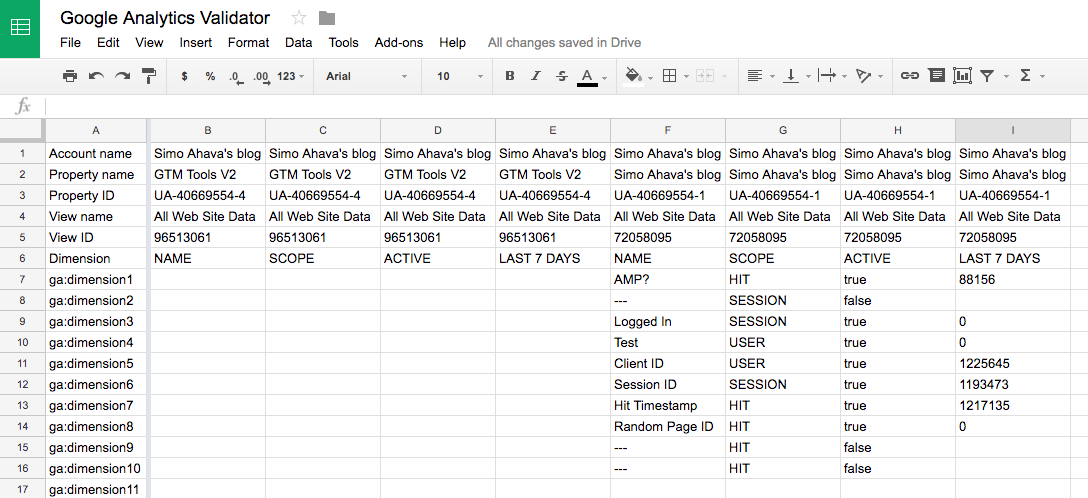 Google Analytics Validator
File Edit View Insert Format Data Tools Add-ons Help All changes saved in Drive
$ % .0 .00 123 Arial 10 B I S A Σ
fx
A B C D E F G H I
1 Account name Simo Ahava's blog Simo Ahava's blog Simo Ahava's blog Simo Ahava's blog Simo Ahava's blog Simo Ahava's blog Simo Ahava's blog Simo Ahava's blog
2 Property name GTM Tools V2 GTM Tools V2 GTM Tools V2 GTM Tools V2 Simo Ahava's blog Simo Ahava's blog Simo Ahava's blog Simo Ahava's blog
3 Property ID UA-40669554-4 UA-40669554-4 UA-40669554-4 UA-40669554-4 UA-40669554-1 UA-40669554-1 UA-40669554-1 UA-40669554-1
4 View name All Web Site Data All Web Site Data All Web Site Data All Web Site Data All Web Site Data All Web Site Data All Web Site Data All Web Site Data
5 View ID 96513061 96513061 96513061 96513061 72058095 72058095 72058095 72058095
6 Dimension NAME SCOPE ACTIVE LAST 7 DAYS NAME SCOPE ACTIVE LAST 7 DAYS
7 ga:dimension1 AMP? HIT true 88156
8 ga:dimension2 --- SESSION false
9 ga:dimension3 Logged In SESSION true 0
10 ga:dimension4 Test USER true 0
11 ga:dimension5 Client ID USER true 1225645
12 ga:dimension6 Session ID SESSION true 1193473
13 ga:dimension7 Hit Timestamp HIT true 1217135
14 ga:dimension8 Random Page ID HIT true 0
15 ga:dimension9 --- HIT false
16 ga:dimension10 --- HIT false
17 ga:dimension11